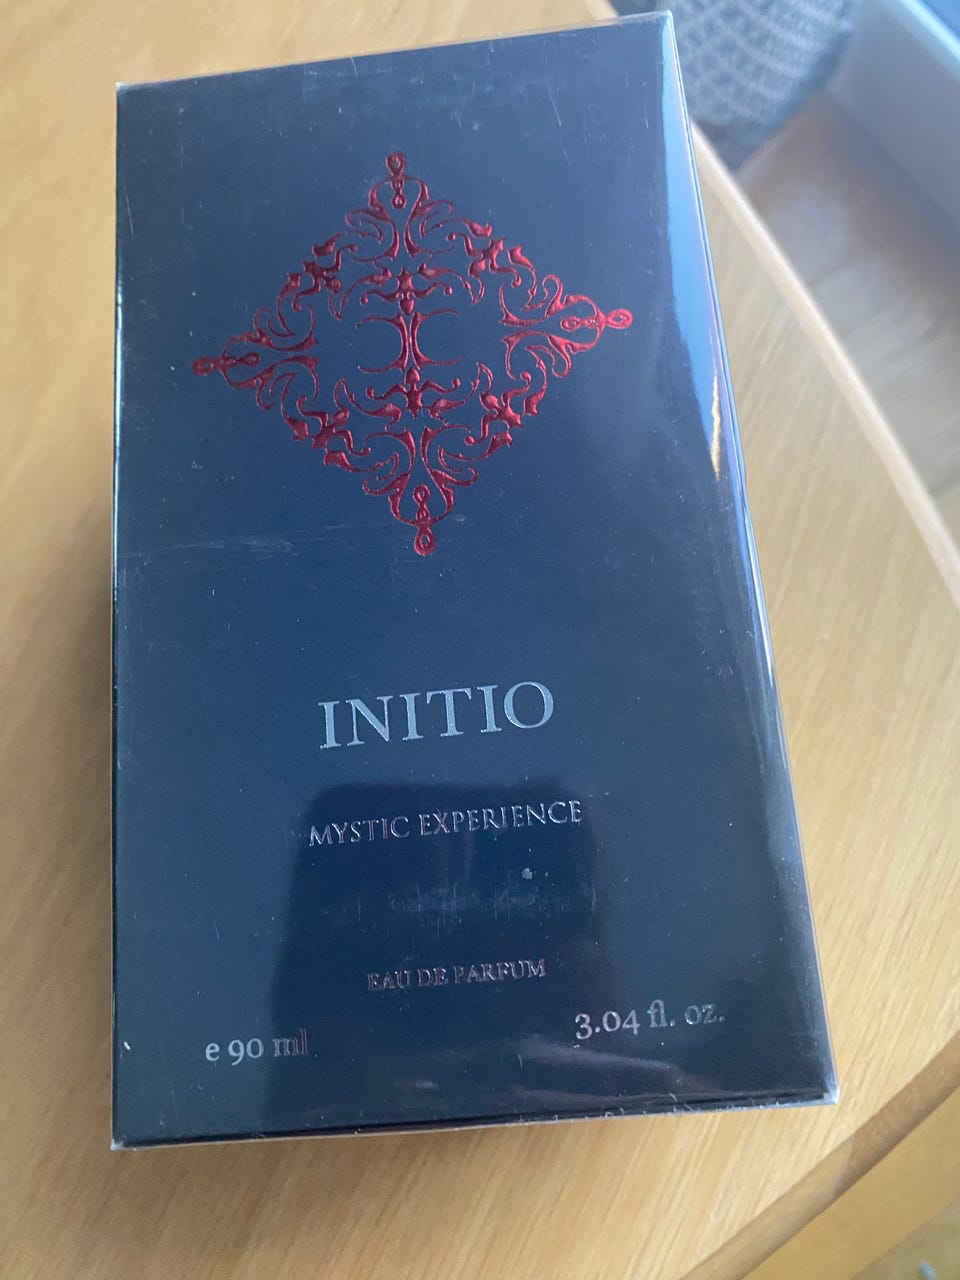 INITIO
MYSTIC EXPERIENCE
EAU DE PARFUM
e 90 ml
3.04 fl. oz.